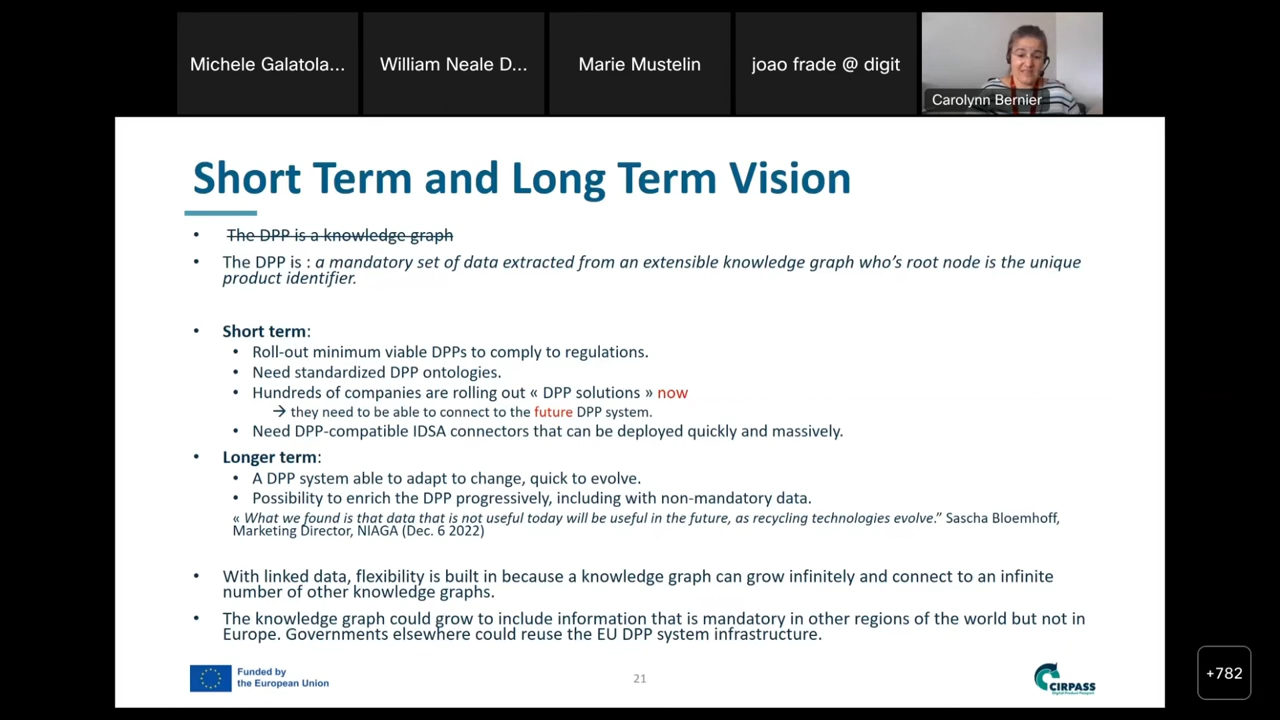 Michele Galatola...
William Neale D...
Marie Mustelin
joao frade @ digit
Carolynn Bernier
Short Term and Long Term Vision
• The DPP is a knowledge graph
• The DPP is : a mandatory set of data extracted from an extensible knowledge graph who's root node is the unique
product identifier.
• Short term:
• Roll-out minimum viable DPPs to comply to regulations.
• Need standardized DPP ontologies.
• Hundreds of companies are rolling out « DPP solutions » now
→ they need to be able to connect to the future DPP system.
• Need DPP-compatible IDSA connectors that can be deployed quickly and massively.
• Longer term:
• A DPP system able to adapt to change, quick to evolve.
• Possibility to enrich the DPP progressively, including with non-mandatory data.
« What we found is that data that is not useful today will be useful in the future, as recycling technologies evolve.” Sascha Bloemhoff,
Marketing Director, NIAGA (Dec. 6 2022)
• With linked data, flexibility is built in because a knowledge graph can grow infinitely and connect to an infinite
number of other knowledge graphs.
• The knowledge graph could grow to include information that is mandatory in other regions of the world but not in
Europe. Governments elsewhere could reuse the EU DPP system infrastructure.
Funded by
the European Union
21
CIRPASS
Digital Product Passport
+782